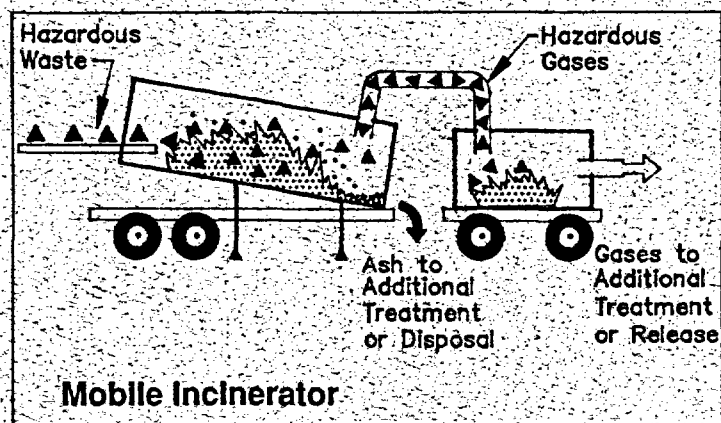 Hazardous
Waste
Hazardous
Gases
Ash to
Additional
Treatment
or Disposal
Gases to
Additional
Treatment
or Release
Mobile Incinerator